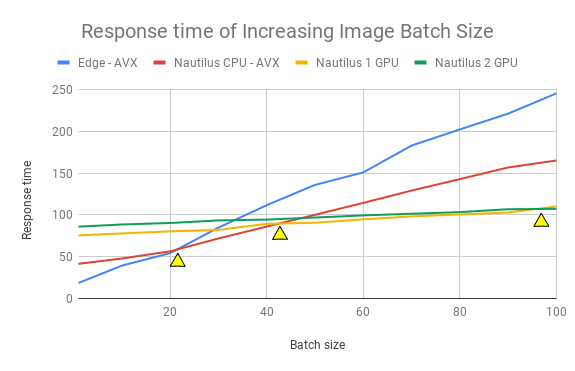 Response time of Increasing Image Batch Size
Edge - AVX
Nautilus CPU - AVX
Nautilus 1 GPU
Nautilus 2 GPU
250
200
150
100
50
0
Response time
20
40
60
80
100
Batch size